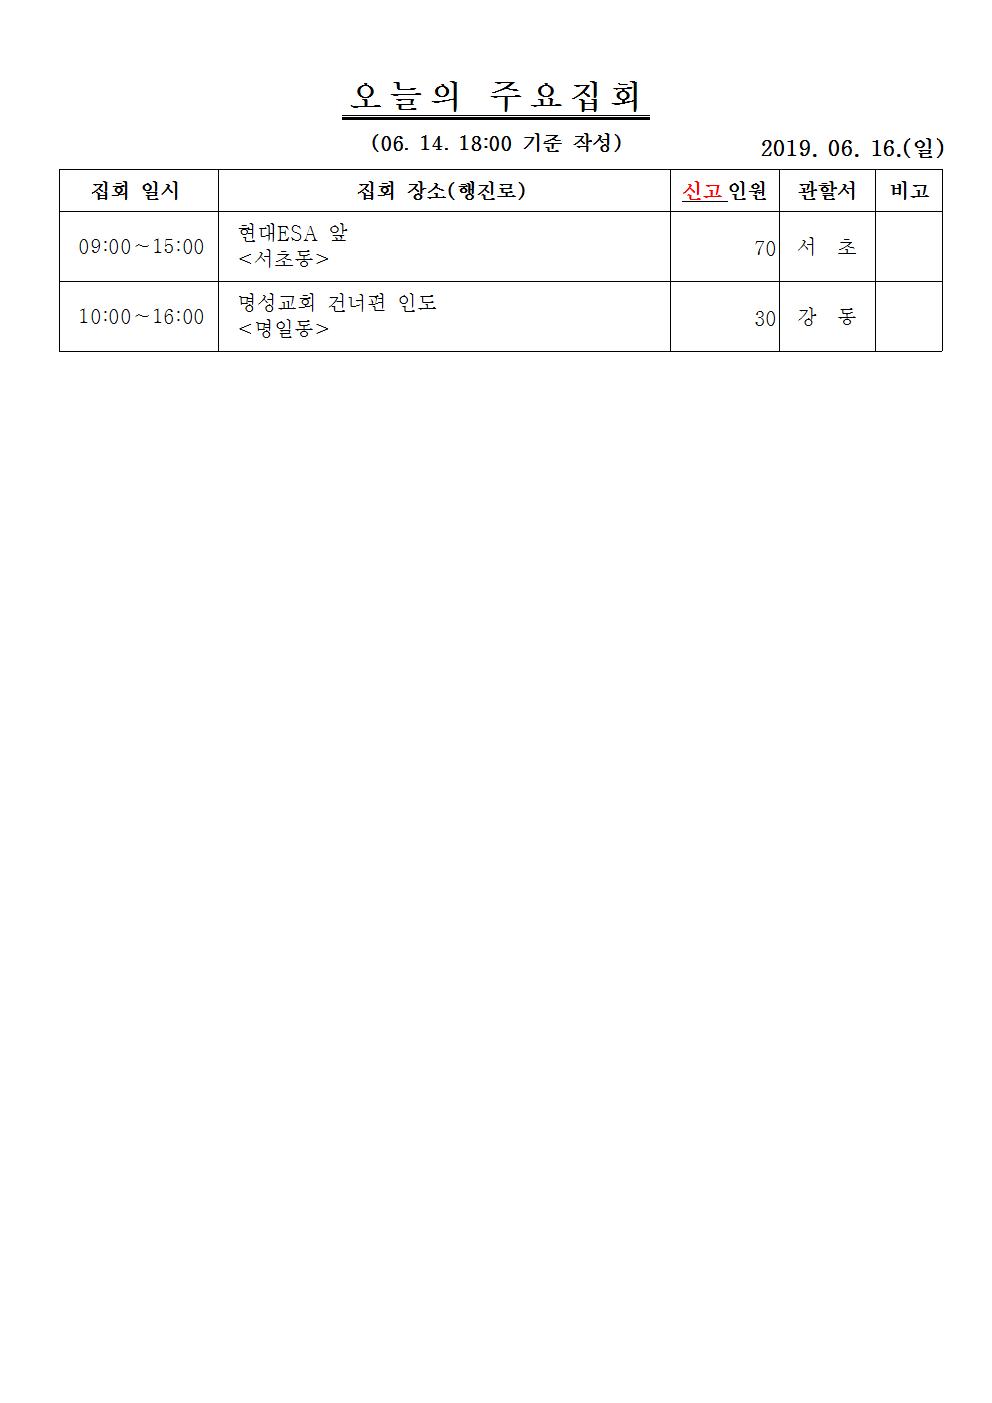 오늘의 주요집회
(06. 14. 18:00 기준 작성)
2019. 06. 16.(일)
집회 일시 집회 장소(행진로) 신고 인원 관할서 비고
09:00~15:00 현대ESA 앞 <서초동> 70 서 초
10:00~16:00 명성교회 건너편 인도 <명일동> 30 강 동